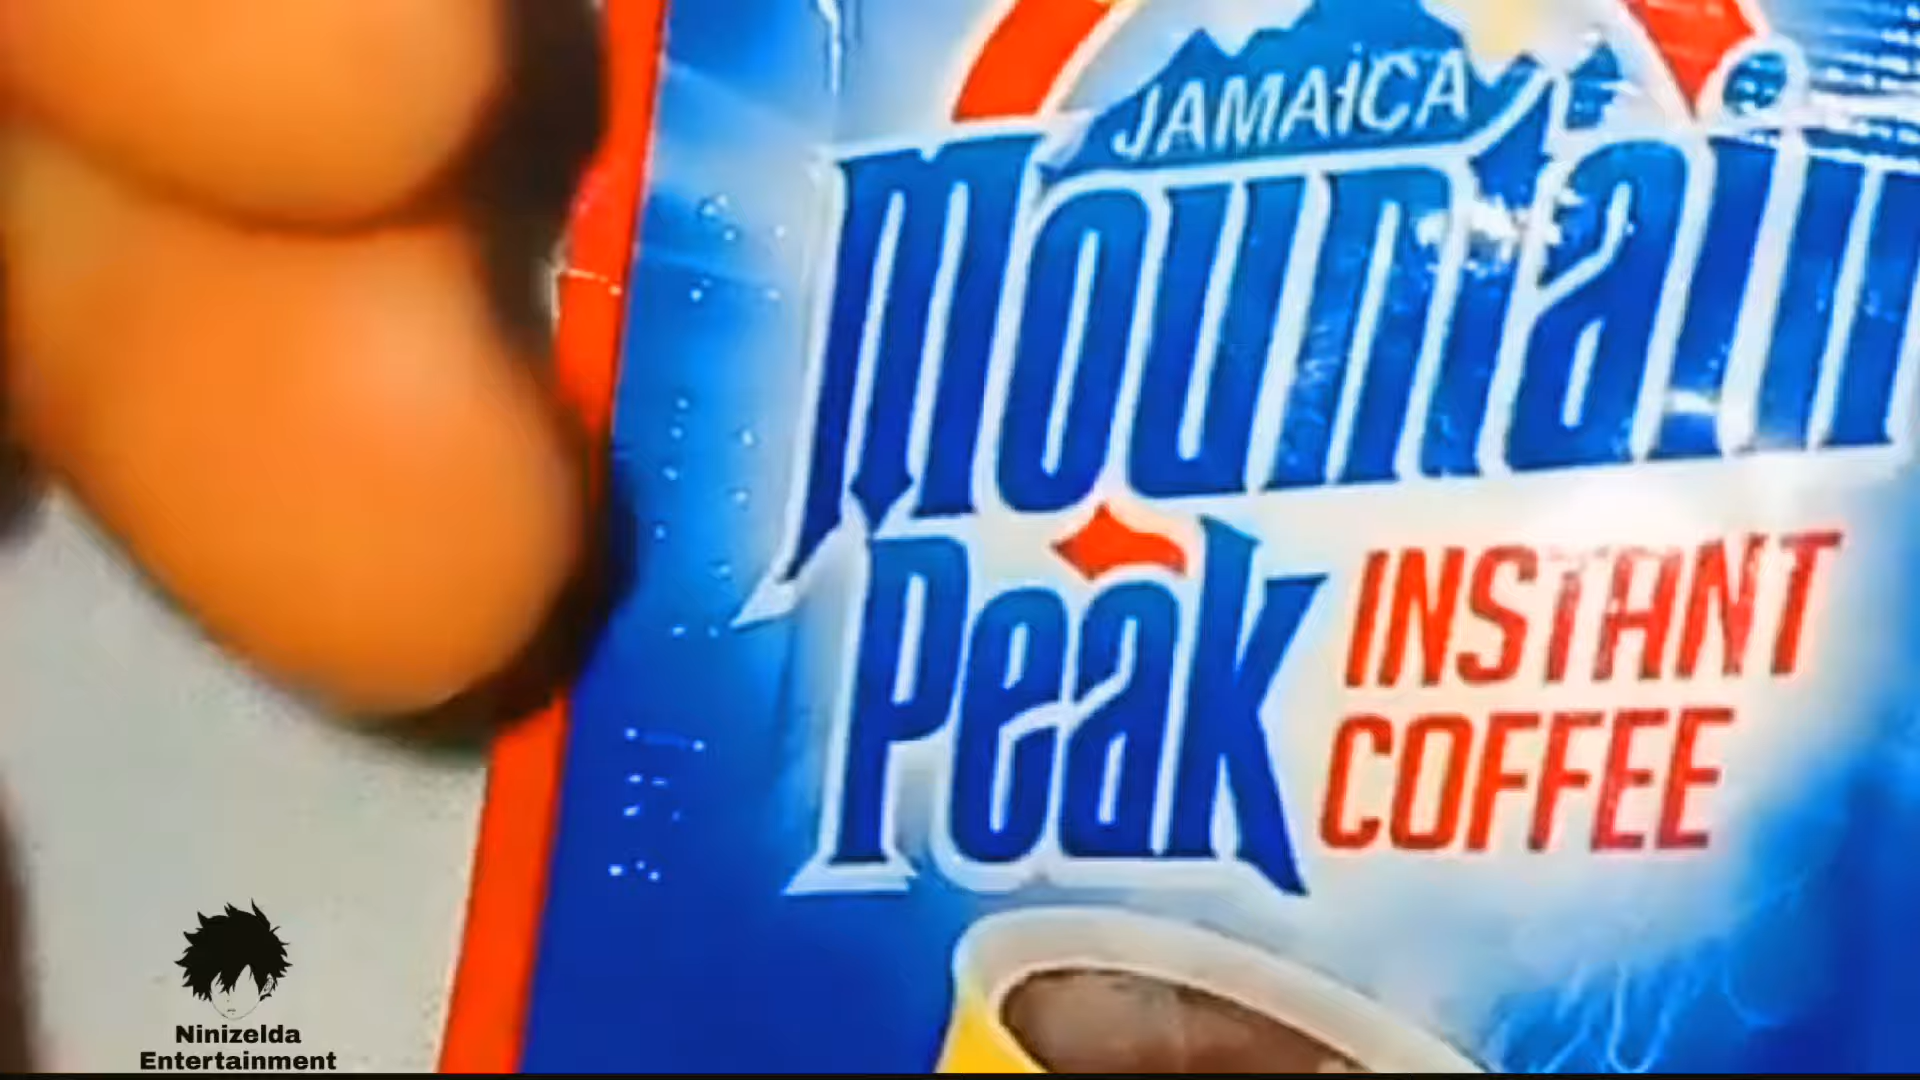 JAMAICA
Mountain
Peak
INSTANT
COFFEE
Ninizelda
Entertainment